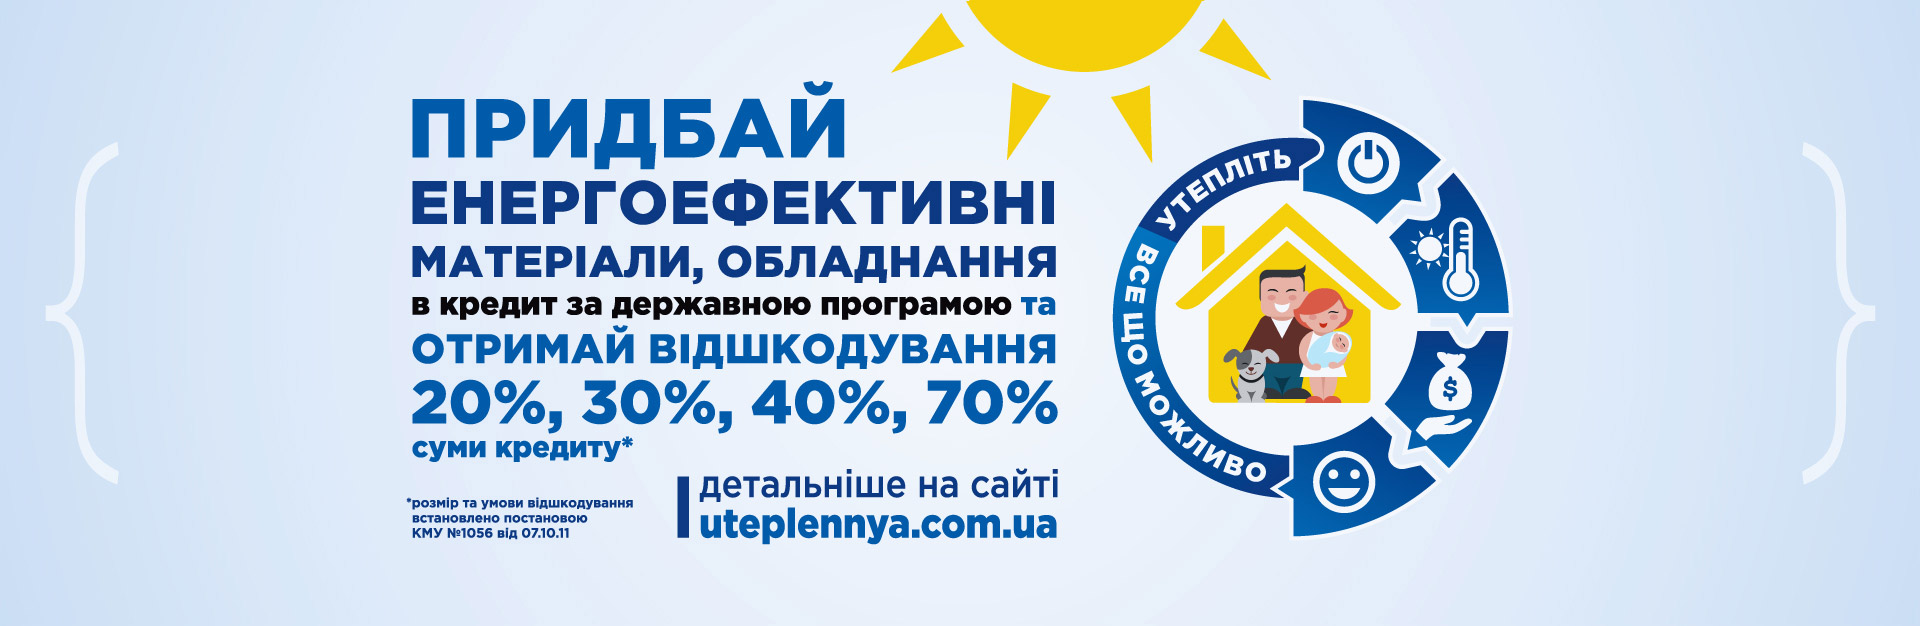 ПРИДБАЙ
ЕНЕРГОЕФЕКТИВНІ
МАТЕРІАЛИ, ОБЛАДНАННЯ
в кредит за державною програмою та
ОТРИМАЙ ВІДШКОДУВАННЯ
20%, 30%, 40%, 70%
суми кредиту*
*розмір та умови відшкодування
встановлено постановою
КМУ №1056 від 07.10.11
детальніше на сайті
uteplennya.com.ua
УТЕПЛІТЬ
ВСЕ ЩО МОЖЛИВО
$